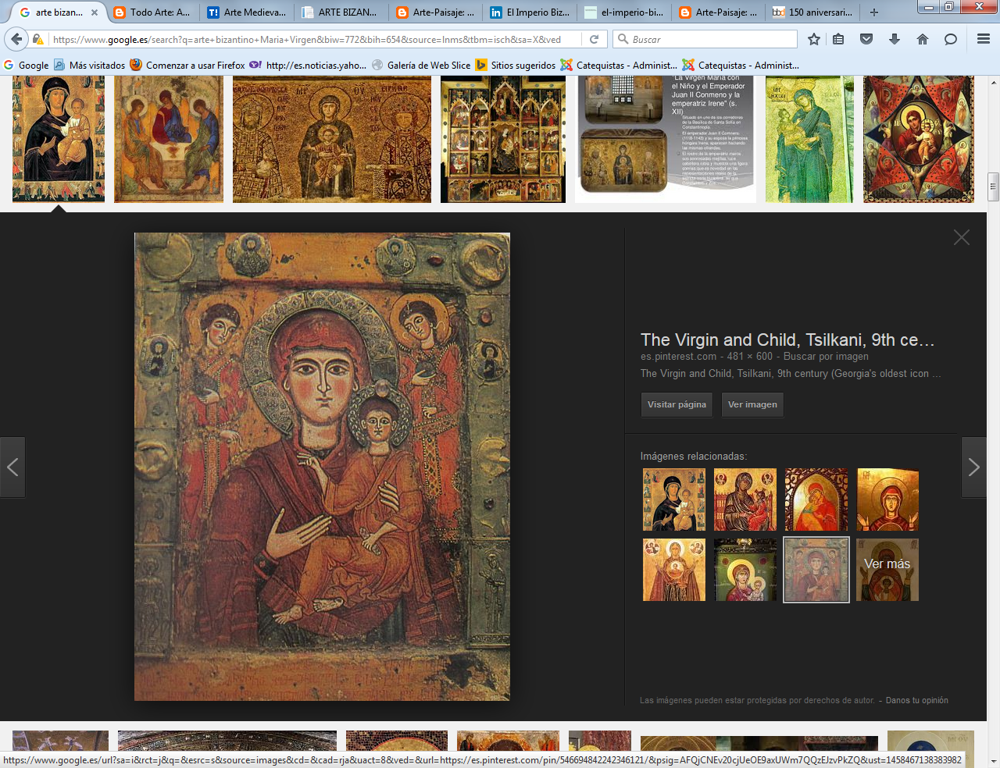 arte bizan...
Todo Arte: A...
Arte Medieva...
ARTE BIZAN...
Arte-Paisaje: ...
El Imperio Biz...
el-imperio-bi...
Arte-Paisaje: ...
150 aniversari...
https://www.google.es/search?q=arte+bizantino+Maria+Virgen&biw=772&bih=654&source=lnms&tbm=isch&sa=X&ved
Buscar
Google
Más visitados
Comenzar a usar Firefox
http://es.noticias.yaho...
Galería de Web Slice
Sitios sugeridos
Catequistas - Administ...
Catequistas - Administ...
"La Virgen María con
el Niño y el Emperador
Juan II Conmeno y la
emperatriz Irene" (s.
XII)
The Virgin and Child, Tsilkani, 9th ce...
es.pinterest.com - 481 × 600 - Buscar por imagen
The Virgin and Child, Tsilkani, 9th century (Georgia's oldest icon ...
Visitar página
Ver imagen
Imágenes relacionadas:
Ver más
Las imágenes pueden estar protegidas por derechos de autor. - Danos tu opinión
https://www.google.es/url?sa=i&rct=j&q=&esrc=s&source=images&cd=&cad=rja&uact=8&ved=&url=https://es.pinterest.com/pin/546694842242346121/&psig=AFQjCNEv20cjUeOE9axUWm7QQzEJzvPkZQ&ust=1458467138383982